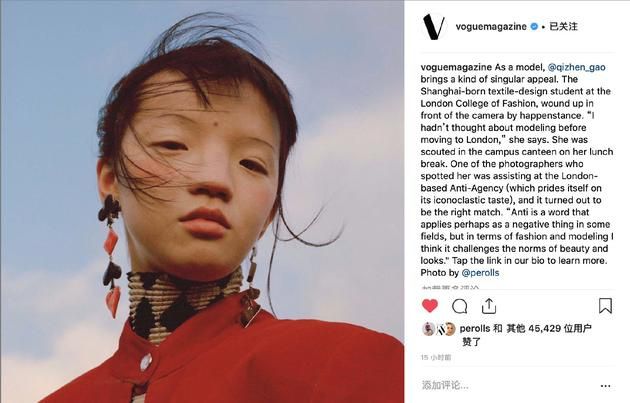 V
voguemagazine • 已关注
voguemagazine As a model, @qizhen_gao
brings a kind of singular appeal. The
Shanghai-born textile-design student at the
London College of Fashion, wound up in
front of the camera by happenstance. "I
hadn't thought about modeling before
moving to London," she says. She was
scouted in the campus canteen on her lunch
break. One of the photographers who
spotted her was assisting at the London-
based Anti-Agency (which prides itself on
its iconoclastic taste), and it turned out to
be the right match. "Anti is a word that
applies perhaps as a negative thing in some
fields, but in terms of fashion and modeling I
think it challenges the norms of beauty and
looks." Tap the link in our bio to learn more.
Photo by @perolls
perolls 和 其他 45,429 位用户
赞了
15 小时前
添加评论...